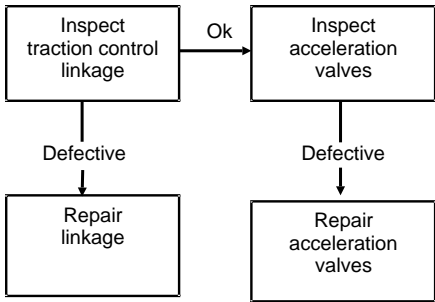 Inspect
traction control
linkage
Ok
Inspect
acceleration
valves
Defective
Defective
Repair
linkage
Repair
acceleration
valves